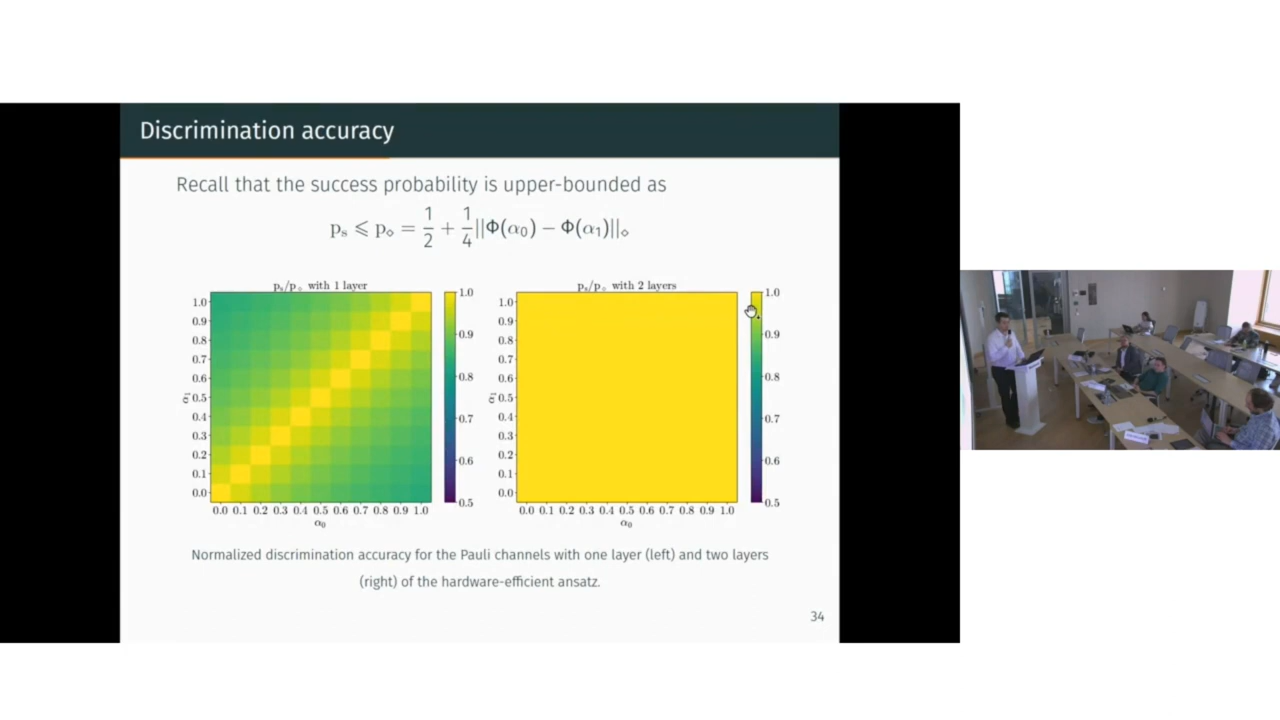 Discrimination accuracy
Recall that the success probability is upper-bounded as
pₛ ⩽ p⋄ = 1/2 + 1/4 ||Φ(α₀) − Φ(α₁)||⋄
pₛ/p⋄ with 1 layer
1.0
0.9
0.8
0.7
0.6
0.5
0.4
0.3
0.2
0.1
0.0
α₁
0.0 0.1 0.2 0.3 0.4 0.5 0.6 0.7 0.8 0.9 1.0
α₀
1.0
0.9
0.8
0.7
0.6
0.5
pₛ/p⋄ with 2 layers
1.0
0.9
0.8
0.7
0.6
0.5
0.4
0.3
0.2
0.1
0.0
α₁
0.0 0.1 0.2 0.3 0.4 0.5 0.6 0.7 0.8 0.9 1.0
α₀
1.0
0.9
0.8
0.7
0.6
0.5
Normalized discrimination accuracy for the Pauli channels with one layer (left) and two layers
(right) of the hardware-efficient ansatz.
34